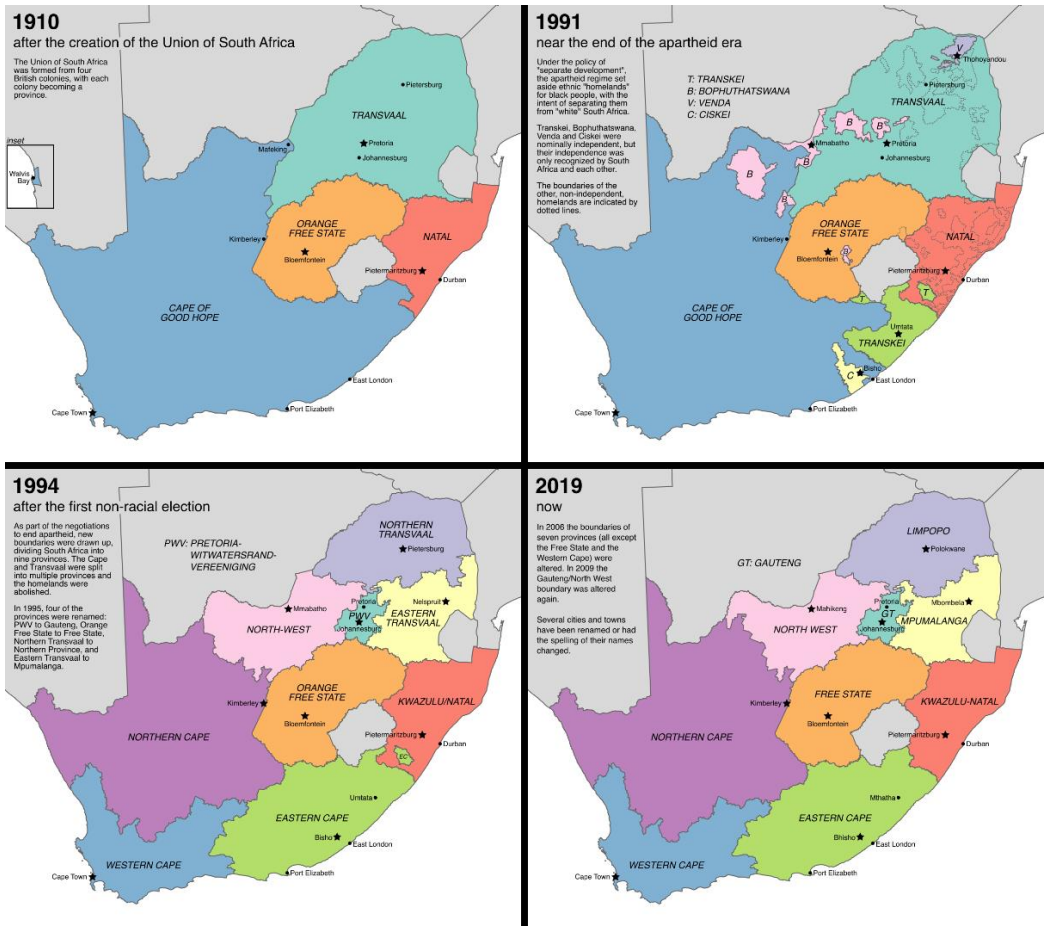 1910
after the creation of the Union of South Africa
The Union of South Africa
was formed from four
British colonies, with each
colony becoming a
province.
inset
Walvis
Bay
Pietersburg
TRANSVAAL
Pretoria
Johannesburg
Mafeking
ORANGE
FREE STATE
Kimberley
Bloemfontein
NATAL
Pietermaritzburg
Durban
CAPE OF
GOOD HOPE
East London
Port Elizabeth
Cape Town
1991
near the end of the apartheid era
Under the policy of
"separate development",
the apartheid regime set
aside ethnic "homelands"
for black people, with the
intent of separating them
from "white" South Africa.
Transkei, Bophuthatswana,
Venda and Ciskei were
nominally independent, but
their independence was
only recognized by South
Africa and each other.
The boundaries of the
other, non-independent,
homelands are indicated by
dotted lines.
T: TRANSKEI
B: BOPHUTHATSWANA
V: VENDA
C: CISKEI
V
Thohoyandou
Pietersburg
TRANSVAAL
B
B
Mmabatho
Pretoria
Johannesburg
B
B
B
ORANGE
FREE STATE
Kimberley
Bloemfontein
B
NATAL
Pietermaritzburg
Durban
T
T
CAPE OF
GOOD HOPE
Umtata
TRANSKEI
Bisho
C
East London
Port Elizabeth
Cape Town
1994
after the first non-racial election
As part of the negotiations
to end apartheid, new
boundaries were drawn up,
dividing South Africa into
nine provinces. The Cape
and Transvaal were split
into multiple provinces and
the homelands were
abolished.
In 1995, four of the
provinces were renamed:
PWV to Gauteng, Orange
Free State to Free State,
Northern Transvaal to
Northern Province, and
Eastern Transvaal to
Mpumalanga.
PWV: PRETORIA-
WITWATERSRAND-
VEREENIGING
NORTHERN
TRANSVAAL
Pietersburg
Mmabatho
Pretoria
Nelspruit
PWV
EASTERN
TRANSVAAL
Johannesburg
NORTH-WEST
ORANGE
FREE STATE
Kimberley
Bloemfontein
KWAZULU/NATAL
Pietermaritzburg
Durban
EC
NORTHERN CAPE
Umtata
EASTERN CAPE
Bisho
East London
WESTERN CAPE
Port Elizabeth
Cape Town
2019
now
In 2006 the boundaries of
seven provinces (all except
the Free State and the
Western Cape) were
altered. In 2009 the
Gauteng/North West
boundary was altered
again.
Several cities and towns
have been renamed or had
the spelling of their names
changed.
GT: GAUTENG
LIMPOPO
Polokwane
Mahikeng
Pretoria
Mbombela
GT
MPUMALANGA
Johannesburg
NORTH WEST
FREE STATE
Kimberley
Bloemfontein
KWAZULU-NATAL
Pietermaritzburg
Durban
NORTHERN CAPE
Mthatha
EASTERN CAPE
Bhisho
East London
WESTERN CAPE
Port Elizabeth
Cape Town